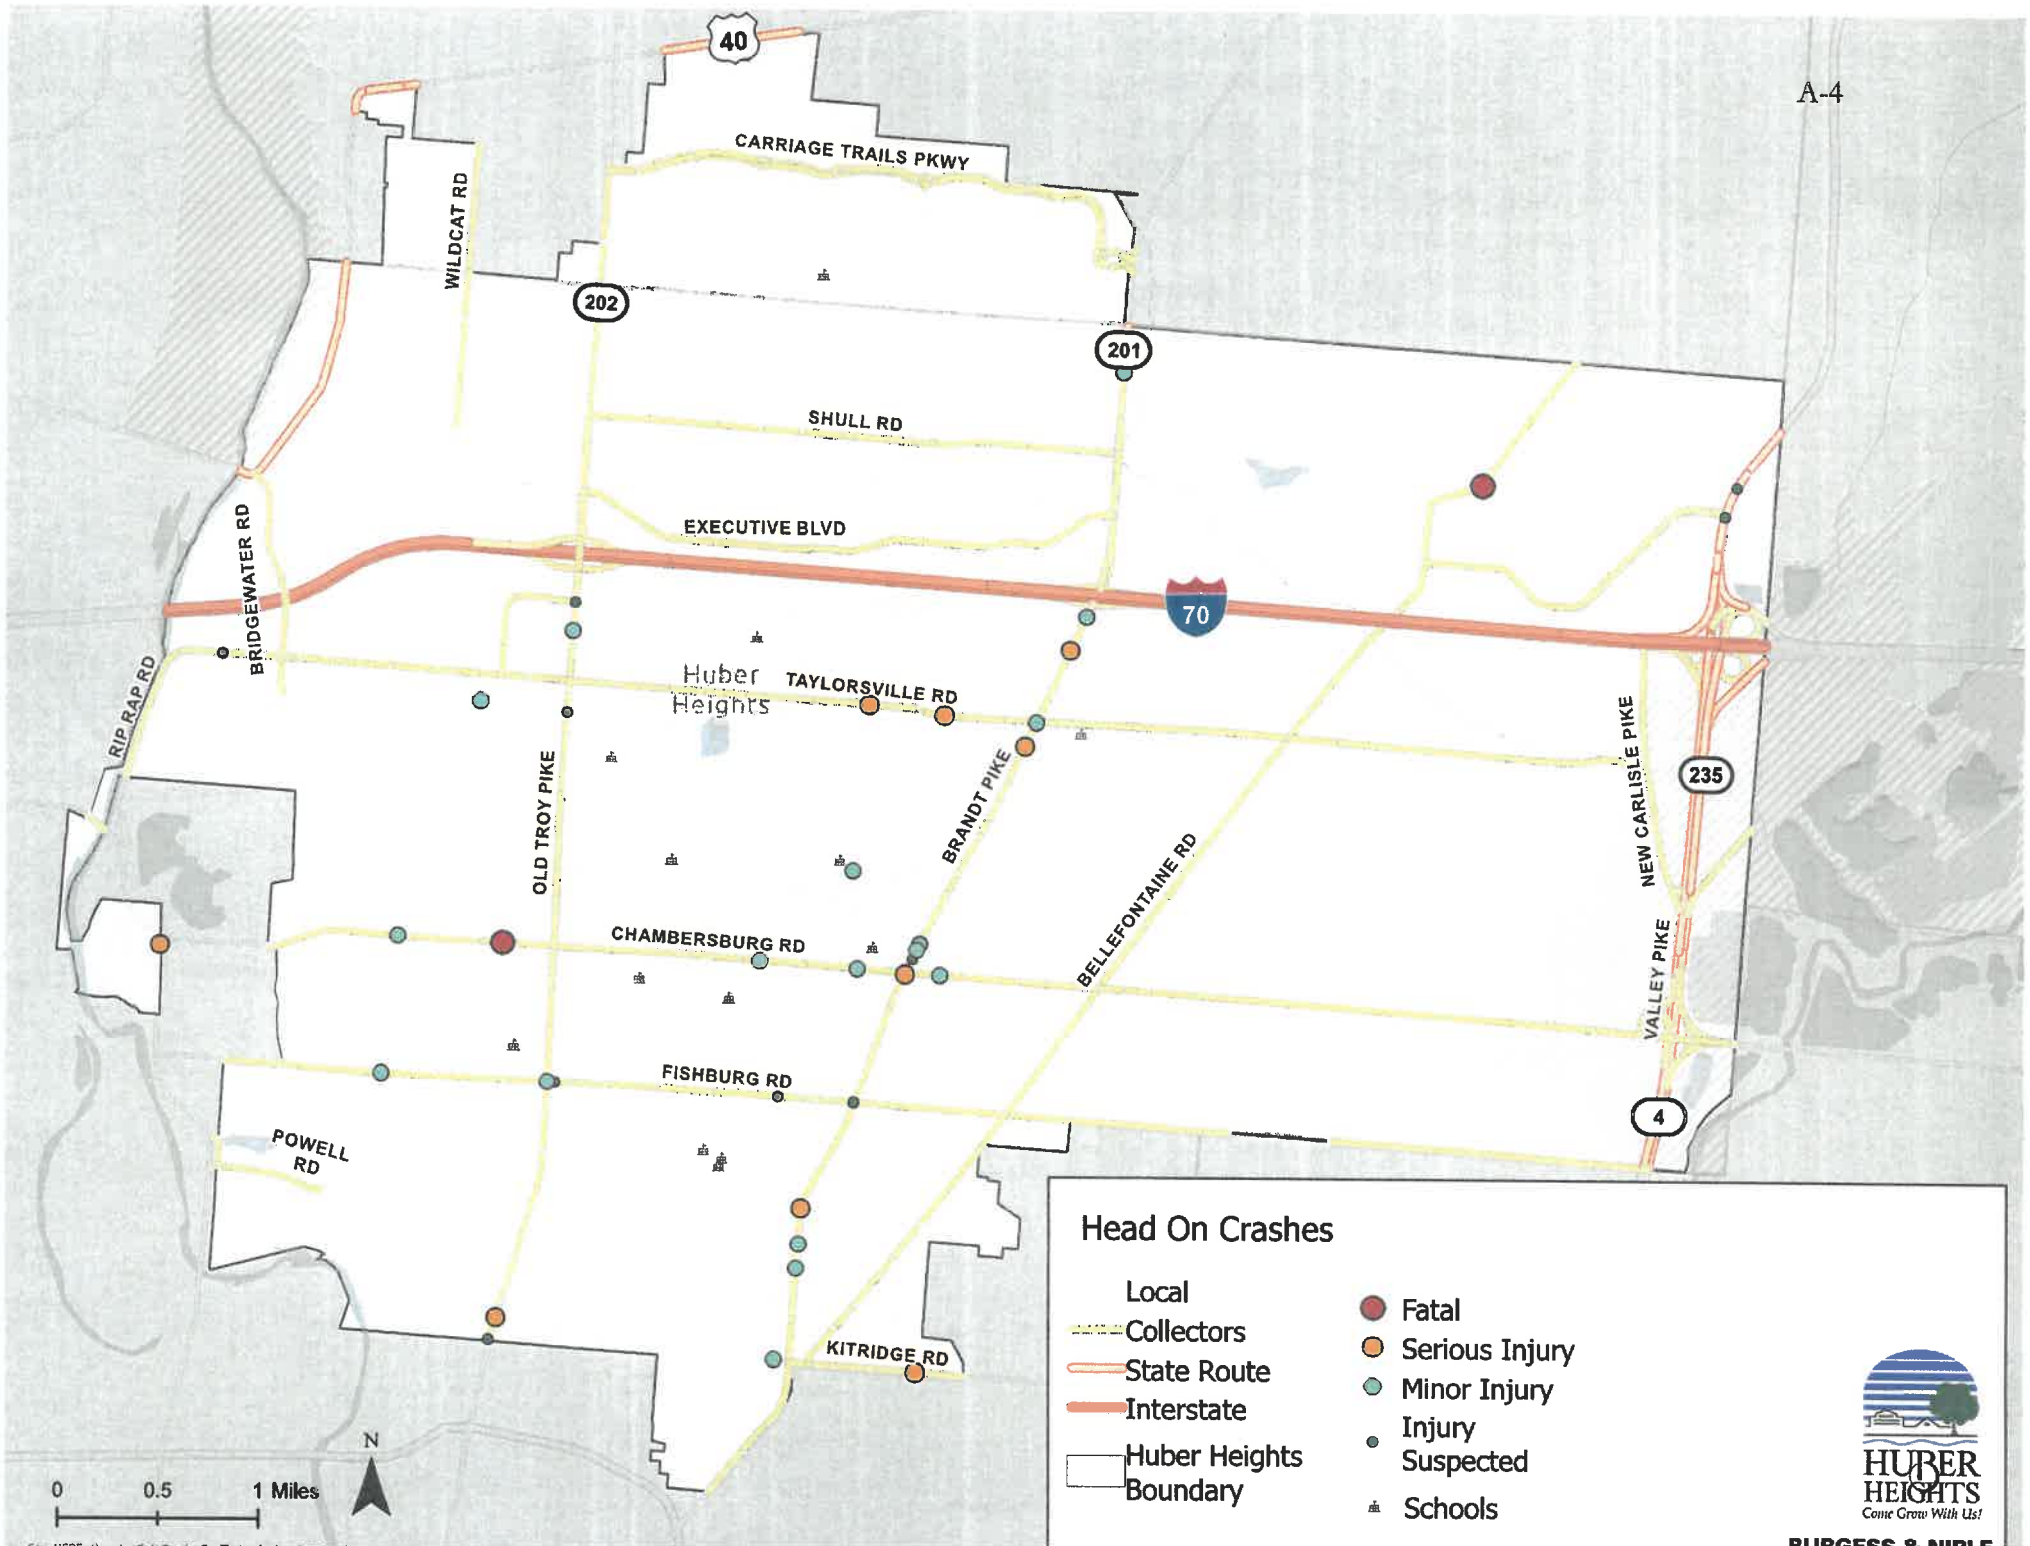 40
A-4
CARRIAGE TRAILS PKWY
WILDCAT RD
202
201
SHULL RD
EXECUTIVE BLVD
BRIDGEWATER RD
70
RIP RAP RD
Huber
Heights
TAYLORSVILLE RD
NEW CARLISLE PIKE
235
OLD TROY PIKE
BRANDT PIKE
BELLEFONTAINE RD
CHAMBERSBURG RD
VALLEY PIKE
FISHBURG RD
4
POWELL
RD
KITRIDGE RD
Head On Crashes
Local
Collectors
State Route
Interstate
Huber Heights
Boundary
Fatal
Serious Injury
Minor Injury
Injury
Suspected
Schools
HUBER
HEIGHTS
Come Grow With Us!
BURGESS & NIPLE
N
0 0.5 1 Miles